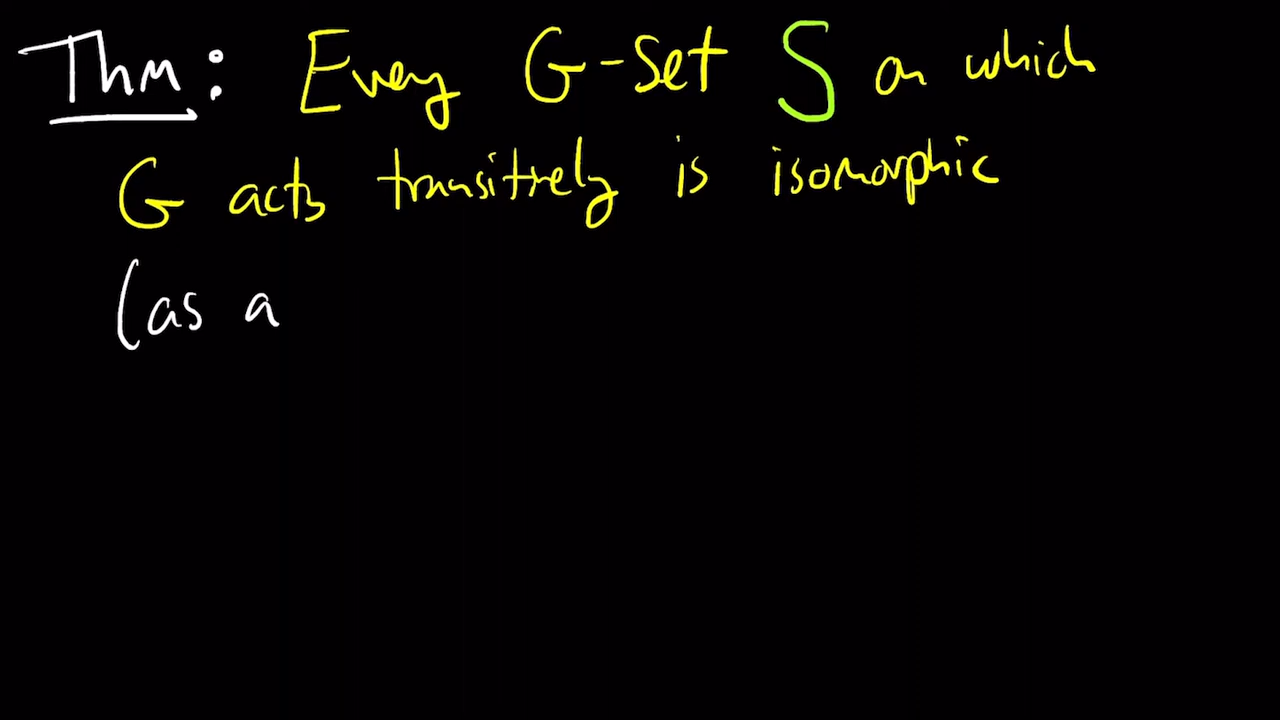 Thm: Every G-set S on which
G acts transitively is isomorphic
(as a